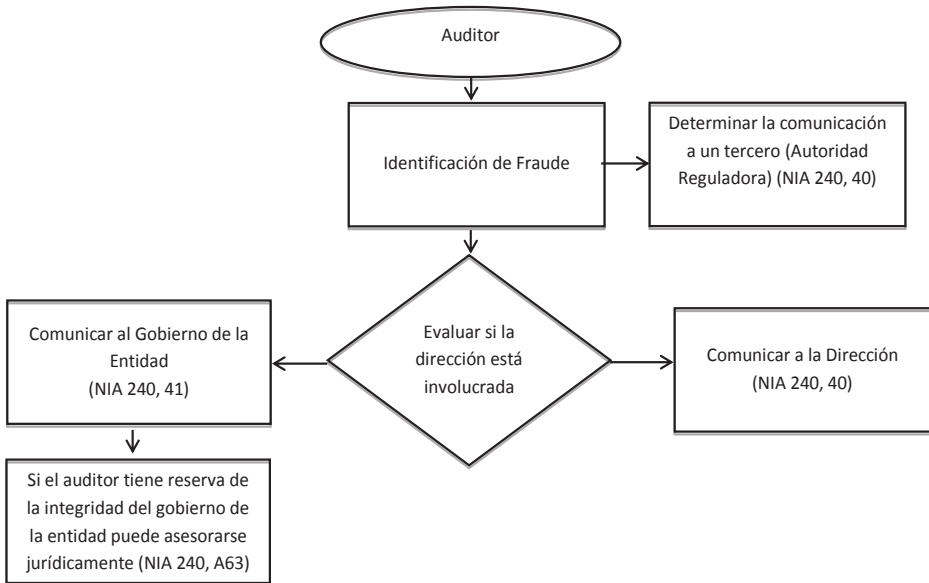 Auditor
Identificación de Fraude
Determinar la comunicación
a un tercero (Autoridad
Reguladora) (NIA 240, 40)
Evaluar si la
dirección está
involucrada
Comunicar al Gobierno de la
Entidad
(NIA 240, 41)
Comunicar a la Dirección
(NIA 240, 40)
Si el auditor tiene reserva de
la integridad del gobierno de
la entidad puede asesorarse
jurídicamente (NIA 240, A63)